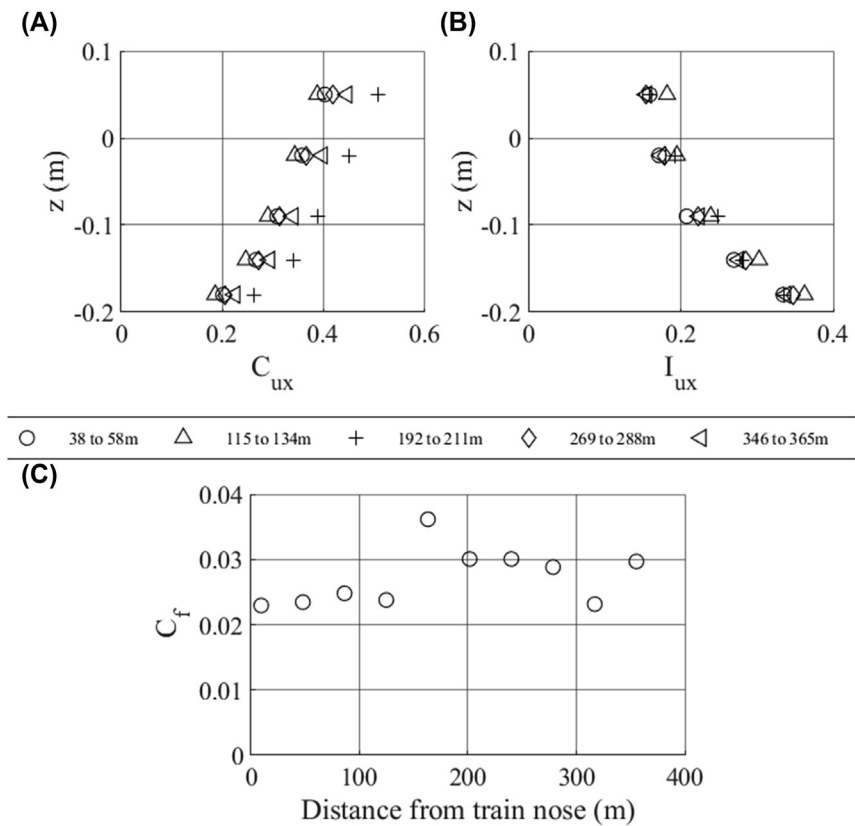 (A)
0.1
0
-0.1
-0.2
z (m)
0
0.2
0.4
0.6
C_ux
(B)
0.1
0
-0.1
-0.2
z (m)
0
0.2
0.4
I_ux
38 to 58m
115 to 134m
192 to 211m
269 to 288m
346 to 365m
(C)
0.04
0.03
0.02
0.01
0
C_f
0
100
200
300
400
Distance from train nose (m)